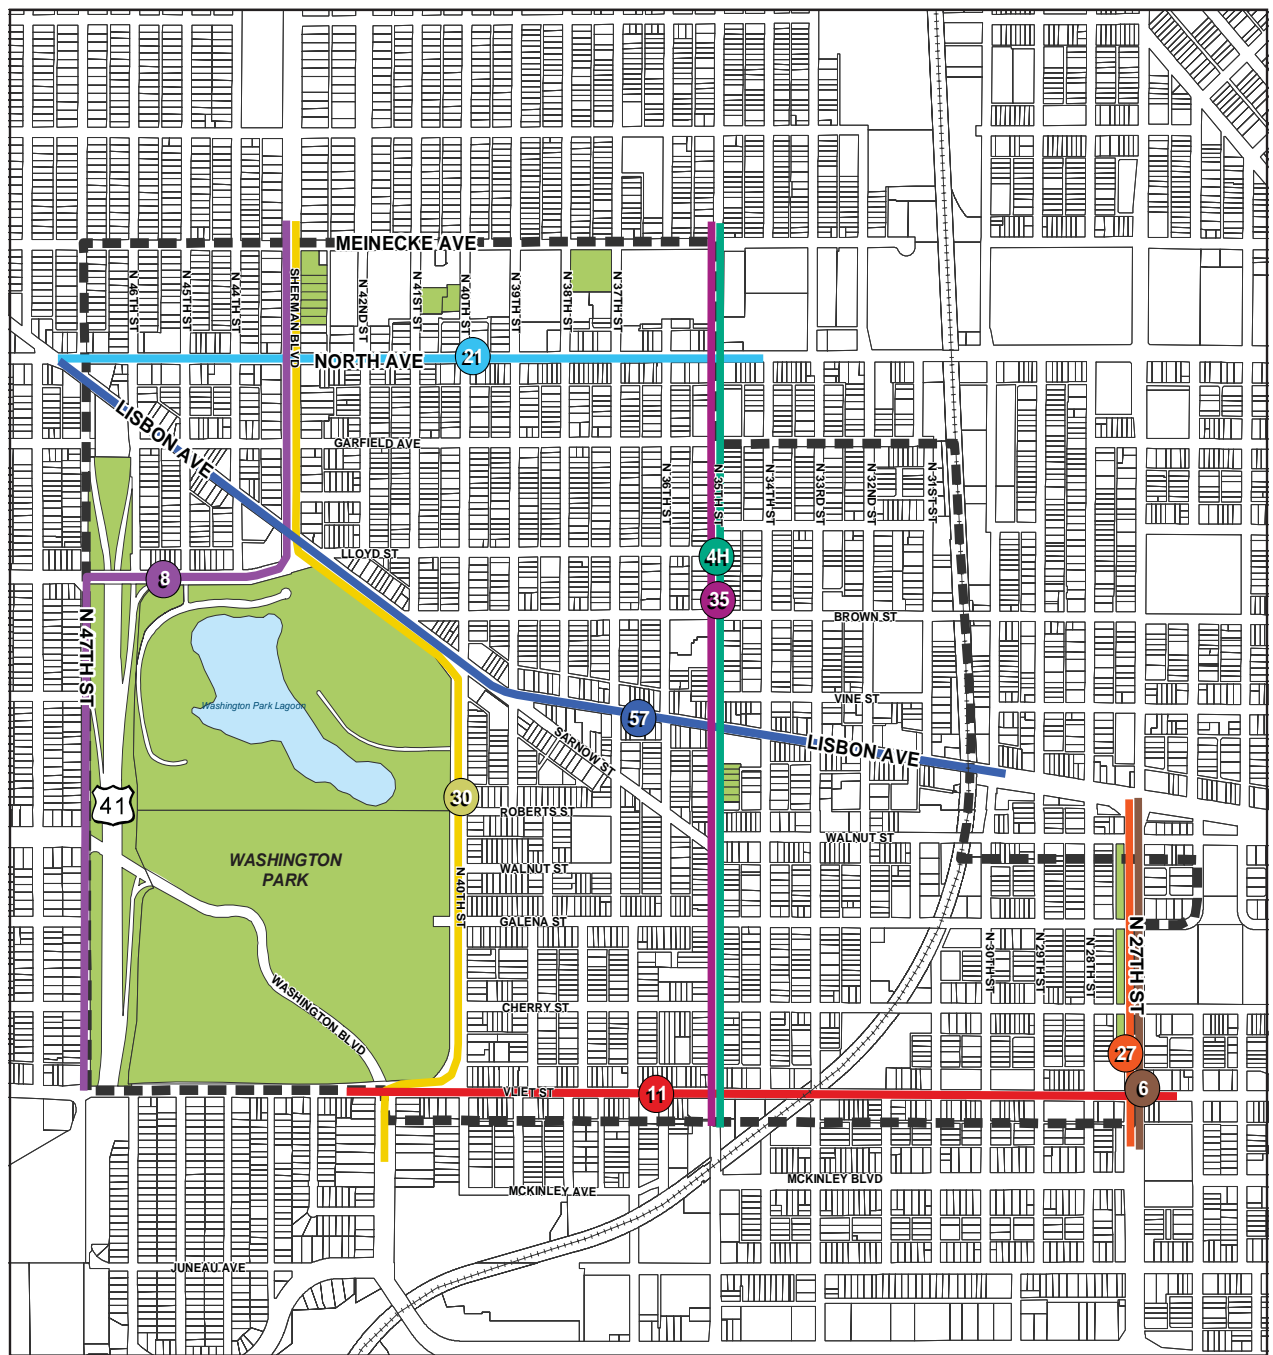 MEINECKE AVE
N 46TH ST
N 45TH ST
N 44TH ST
SHERMAN BLVD
N 42ND ST
N 41ST ST
N 40TH ST
N 39TH ST
N 38TH ST
N 37TH ST
NORTH AVE
21
LISBON AVE
GARFIELD AVE
N 36TH ST
N 35TH ST
N 34TH ST
N 33RD ST
N 32ND ST
N 31ST ST
LLOYD ST
4H
8
35
BROWN ST
N 47TH ST
Washington Park Lagoon
VINE ST
57
SARNOW ST
LISBON AVE
41
30
ROBERTS ST
WALNUT ST
WASHINGTON
PARK
WALNUT ST
N 40TH ST
GALENA ST
N 30TH ST
N 29TH ST
N 28TH ST
N 27TH ST
WASHINGTON BLVD
CHERRY ST
27
VLIET ST
11
6
MCKINLEY AVE
MCKINLEY BLVD
JUNEAU AVE